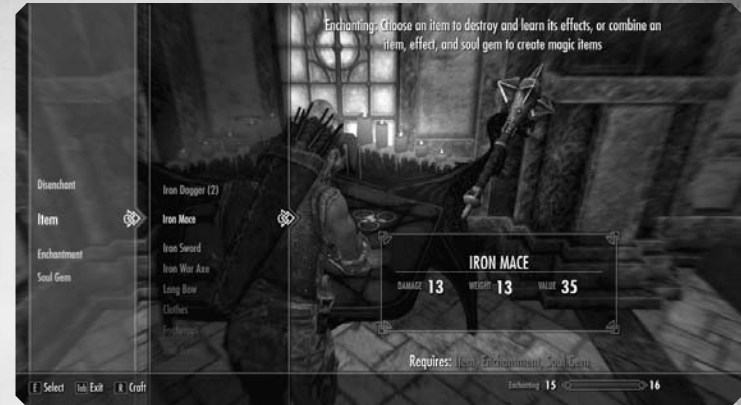 Enchanting: Choose an item to destroy and learn its effects, or combine an
item, effect, and soul gem to create magic items
Disenchant
Item
Enchantment
Soul Gem
Iron Dagger (2)
Iron Mace
Iron Sword
Iron War Axe
Long Bow
Clothes
Footwraps
IRON MACE
DAMAGE 13 WEIGHT 13 VALUE 35
Requires: Item, Enchantment, Soul Gem
E Select Tab Exit R Craft
Enchanting 15 16